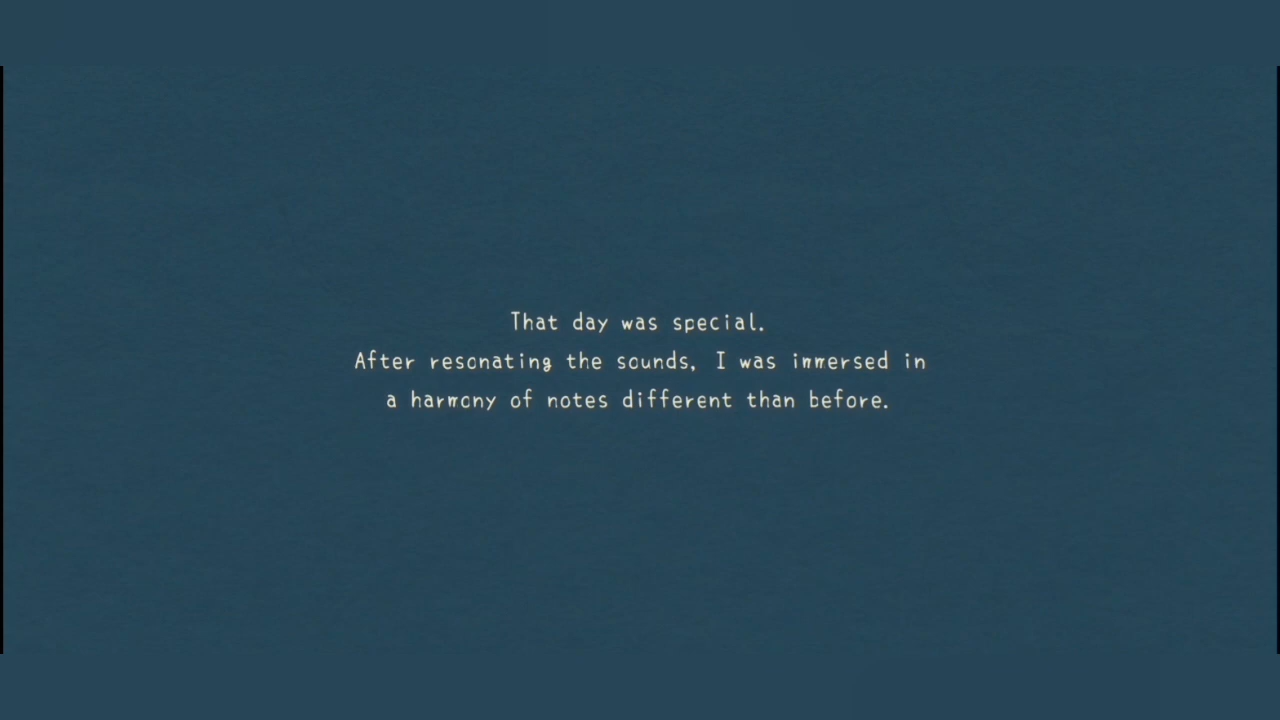 That day was special.
After resonating the sounds, I was immersed in
a harmony of notes different than before.